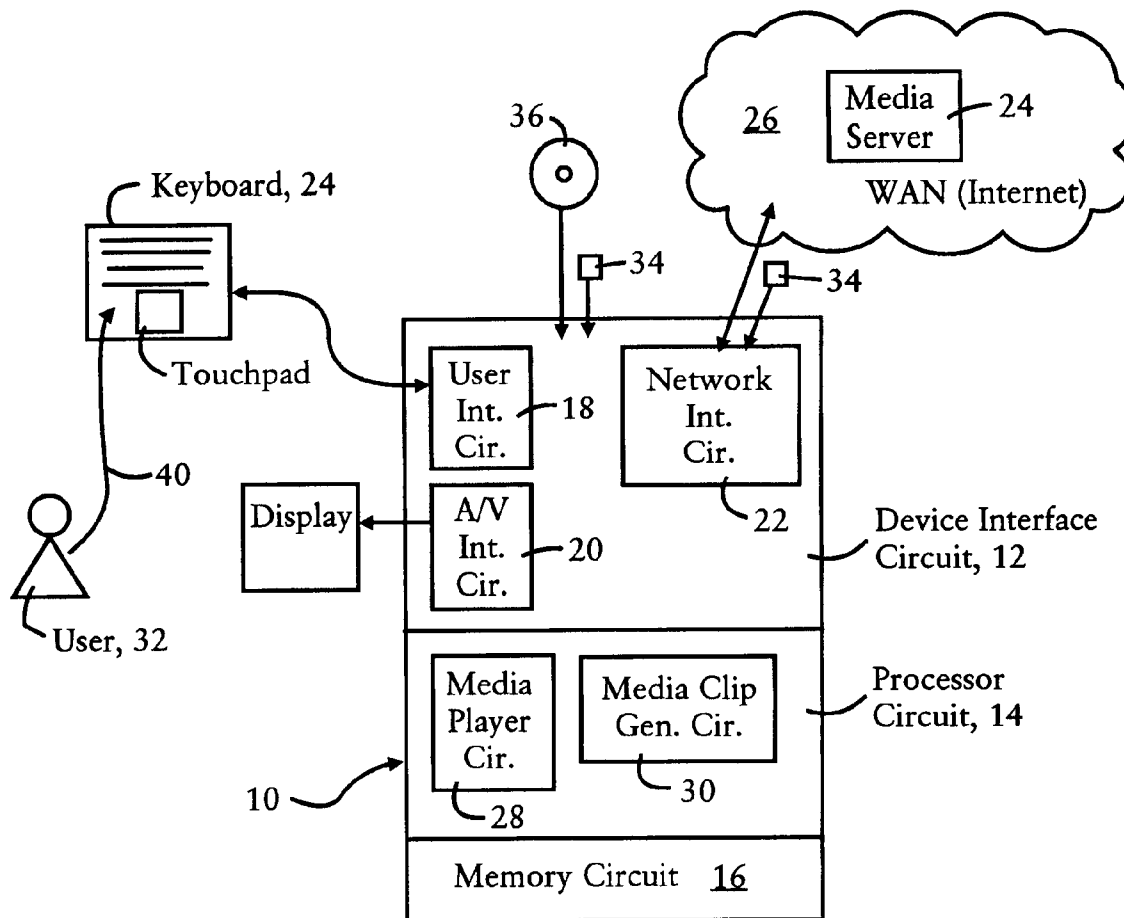 36
26
Media
Server
24
WAN (Internet)
Keyboard, 24
34
34
Touchpad
User
Int.
Cir.
18
Network
Int.
Cir.
22
40
Display
A/V
Int.
Cir.
20
Device Interface
Circuit, 12
User, 32
Media
Player
Cir.
28
Media Clip
Gen. Cir.
30
Processor
Circuit, 14
10
Memory Circuit 16